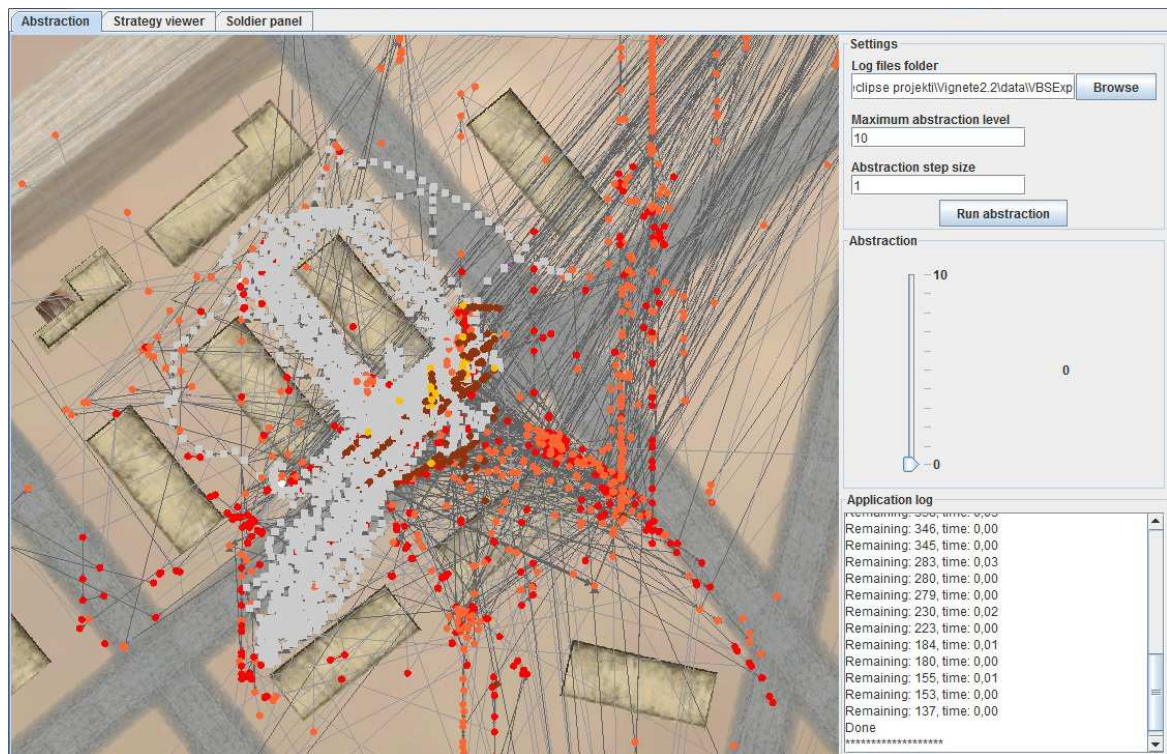 Abstraction Strategy viewer Soldier panel
Settings
Log files folder
clipse projekti\Vignete2.2\data\VBSExp Browse
Maximum abstraction level
10
Abstraction step size
1
Run abstraction
Abstraction
10
0
0
Application log
Remaining: 346, time: 0,00
Remaining: 345, time: 0,00
Remaining: 283, time: 0,03
Remaining: 280, time: 0,00
Remaining: 279, time: 0,00
Remaining: 230, time: 0,02
Remaining: 223, time: 0,00
Remaining: 184, time: 0,01
Remaining: 180, time: 0,00
Remaining: 155, time: 0,01
Remaining: 153, time: 0,00
Remaining: 137, time: 0,00
Done
*******************